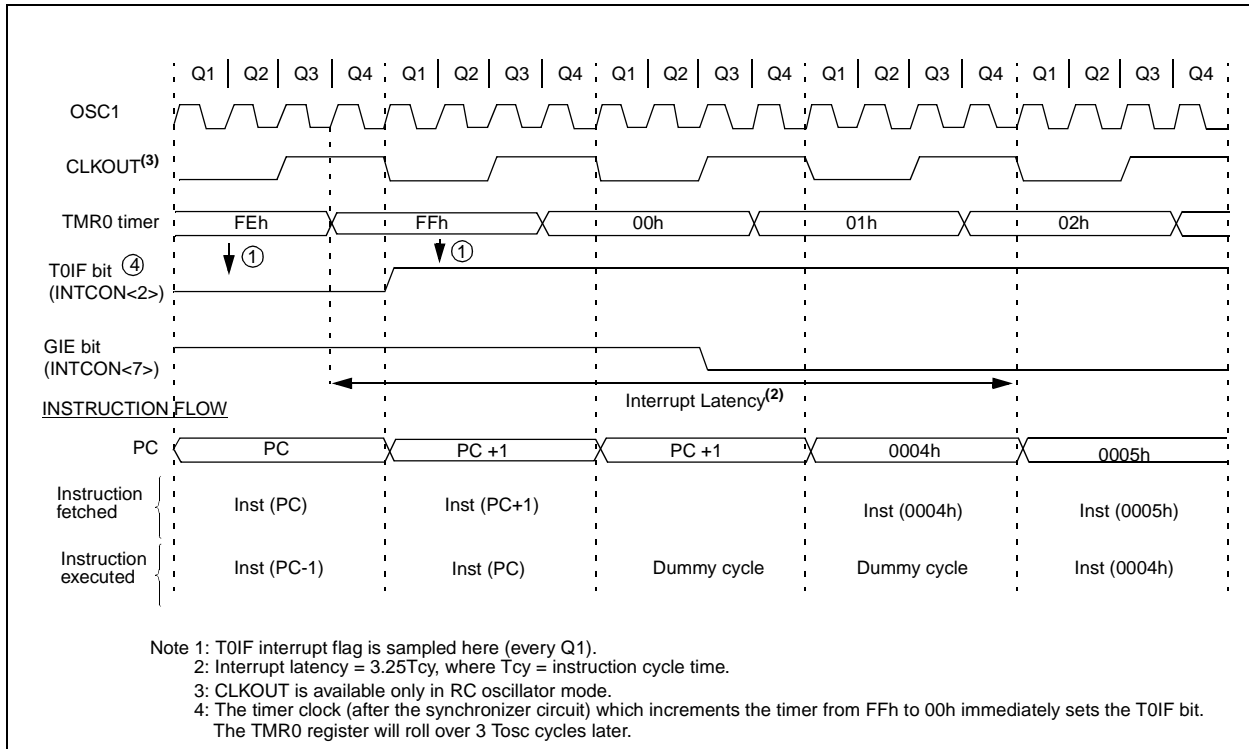 Q1 Q2 Q3 Q4 Q1 Q2 Q3 Q4 Q1 Q2 Q3 Q4 Q1 Q2 Q3 Q4 Q1 Q2 Q3 Q4
OSC1
CLKOUT(3)
TMR0 timer FEh FFh 00h 01h 02h
1 1
T0IF bit 4
(INTCON<2>)
GIE bit
(INTCON<7>)
Interrupt Latency(2)
INSTRUCTION FLOW
PC PC PC +1 PC +1 0004h 0005h
Instruction
fetched
Inst (PC) Inst (PC+1) Inst (0004h) Inst (0005h)
Instruction
executed
Inst (PC-1) Inst (PC) Dummy cycle Dummy cycle Inst (0004h)
Note 1: T0IF interrupt flag is sampled here (every Q1).
2: Interrupt latency = 3.25Tcy, where Tcy = instruction cycle time.
3: CLKOUT is available only in RC oscillator mode.
4: The timer clock (after the synchronizer circuit) which increments the timer from FFh to 00h immediately sets the T0IF bit.
The TMR0 register will roll over 3 Tosc cycles later.